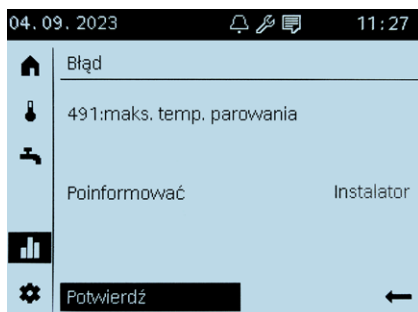 04.09.2023 11:27
Błąd
491:maks. temp. parowania
Poinformować Instalator
Potwierdź